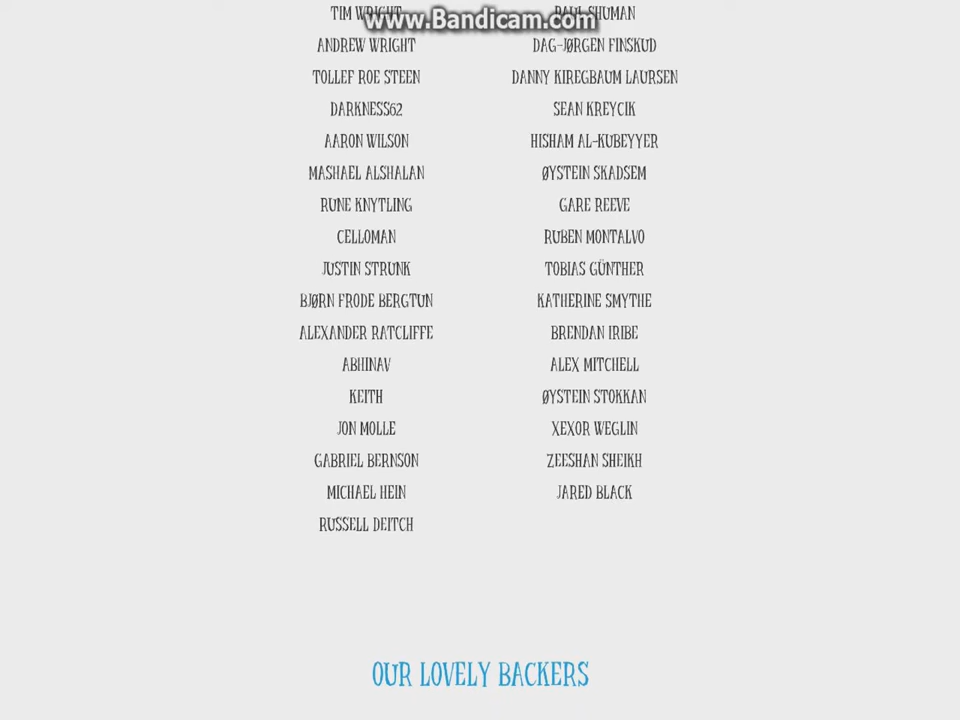 www.Bandicam.com
TIM WRIGHT PAUL SHUMAN
ANDREW WRIGHT DAG-JØRGEN FINSKUD
TOLLEF ROE STEEN DANNY KIREGBAUM LAURSEN
DARKNESS62 SEAN KREYCIK
AARON WILSON HISHAM AL-KUBEYYER
MASHAEL ALSHALAN ØYSTEIN SKADSEM
RUNE KNYTLING GARE REEVE
CELLOMAN RUBEN MONTALVO
JUSTIN STRUNK TOBIAS GÜNTHER
BJØRN FRODE BERGTUN KATHERINE SMYTHE
ALEXANDER RATCLIFFE BRENDAN IRIBE
ABHINAV ALEX MITCHELL
KEITH ØYSTEIN STOKKAN
JON MOLLE XEXOR WEGLIN
GABRIEL BERNSON ZEESHAN SHEIKH
MICHAEL HEIN JARED BLACK
RUSSELL DEITCH
OUR LOVELY BACKERS